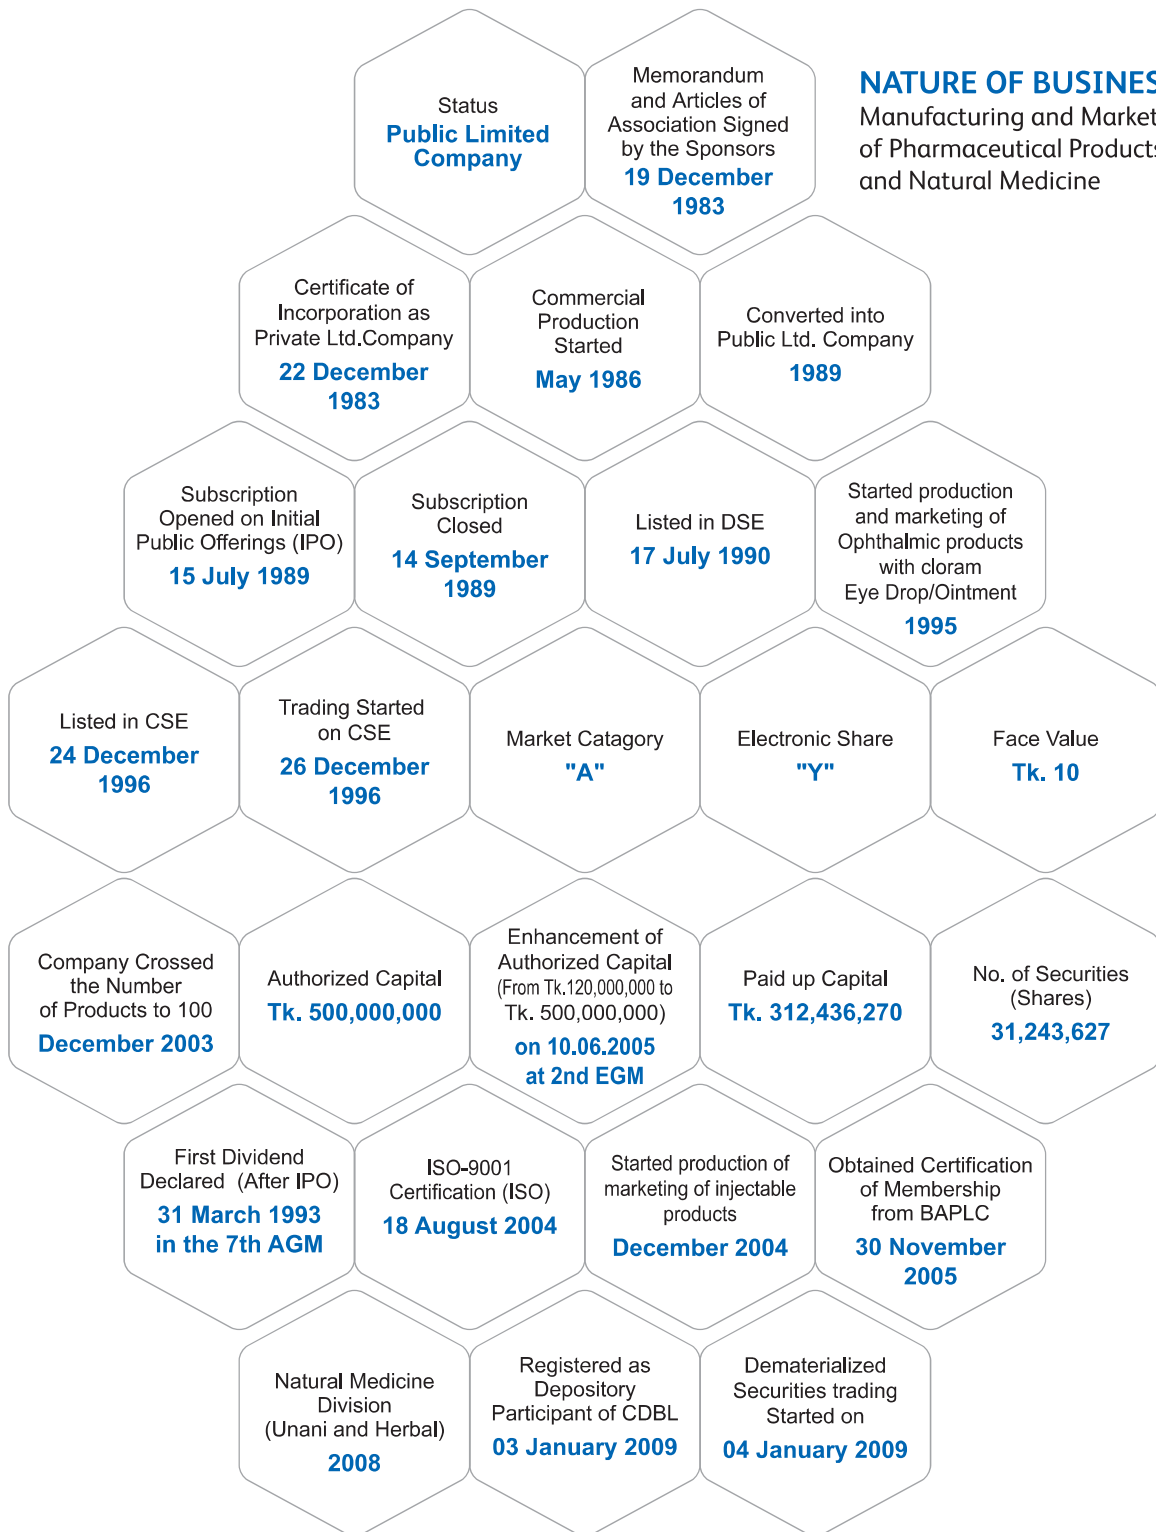 Status
Public Limited
Company
Memorandum
and Articles of
Association Signed
by the Sponsors
19 December
1983
NATURE OF BUSINES
Manufacturing and Market
of Pharmaceutical Products
and Natural Medicine
Certificate of
Incorporation as
Private Ltd.Company
22 December
1983
Commercial
Production
Started
May 1986
Converted into
Public Ltd. Company
1989
Subscription
Opened on Initial
Public Offerings (IPO)
15 July 1989
Subscription
Closed
14 September
1989
Listed in DSE
17 July 1990
Started production
and marketing of
Ophthalmic products
with cloram
Eye Drop/Ointment
1995
Listed in CSE
24 December
1996
Trading Started
on CSE
26 December
1996
Market Catagory
"A"
Electronic Share
"Y"
Face Value
Tk. 10
Company Crossed
the Number
of Products to 100
December 2003
Authorized Capital
Tk. 500,000,000
Enhancement of
Authorized Capital
(From Tk.120,000,000 to
Tk. 500,000,000)
on 10.06.2005
at 2nd EGM
Paid up Capital
Tk. 312,436,270
No. of Securities
(Shares)
31,243,627
First Dividend
Declared (After IPO)
31 March 1993
in the 7th AGM
ISO-9001
Certification (ISO)
18 August 2004
Started production of
marketing of injectable
products
December 2004
Obtained Certification
of Membership
from BAPLC
30 November
2005
Natural Medicine
Division
(Unani and Herbal)
2008
Registered as
Depository
Participant of CDBL
03 January 2009
Dematerialized
Securities trading
Started on
04 January 2009